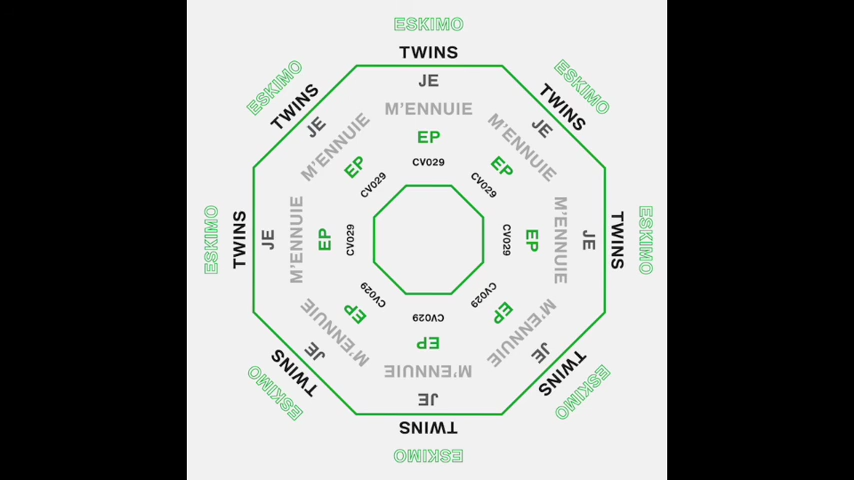 ESKIMO
TWINS
JE
M'ENNUIE
EP
CV029
ESKIMO
TWINS
JE
M'ENNUIE
EP
CV029
ESKIMO
TWINS
JE
M'ENNUIE
EP
CV029
ESKIMO
TWINS
JE
M'ENNUIE
EP
CV029
ESKIMO
TWINS
JE
M'ENNUIE
EP
CV029
ESKIMO
TWINS
JE
M'ENNUIE
EP
CV029
ESKIMO
TWINS
JE
M'ENNUIE
EP
CV029
ESKIMO
TWINS
JE
M'ENNUIE
EP
CV029